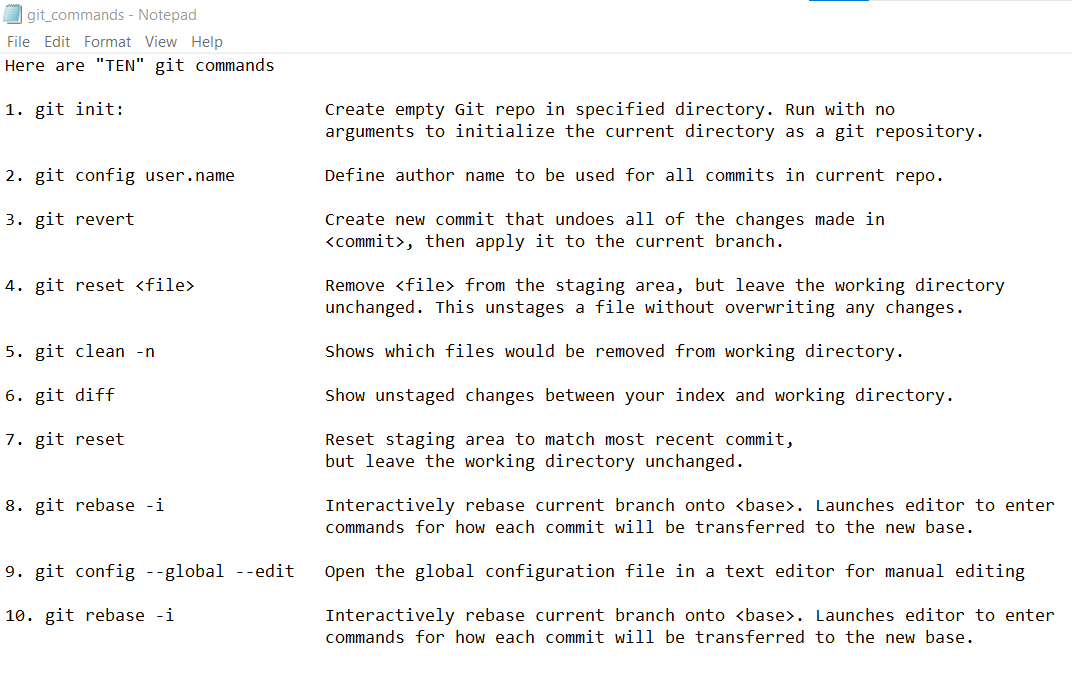 git_commands - Notepad
File Edit Format View Help
Here are "TEN" git commands
1. git init: Create empty Git repo in specified directory. Run with no
arguments to initialize the current directory as a git repository.
2. git config user.name Define author name to be used for all commits in current repo.
3. git revert Create new commit that undoes all of the changes made in
<commit>, then apply it to the current branch.
4. git reset <file> Remove <file> from the staging area, but leave the working directory
unchanged. This unstages a file without overwriting any changes.
5. git clean -n Shows which files would be removed from working directory.
6. git diff Show unstaged changes between your index and working directory.
7. git reset Reset staging area to match most recent commit,
but leave the working directory unchanged.
8. git rebase -i Interactively rebase current branch onto <base>. Launches editor to enter
commands for how each commit will be transferred to the new base.
9. git config --global --edit Open the global configuration file in a text editor for manual editing
10. git rebase -i Interactively rebase current branch onto <base>. Launches editor to enter
commands for how each commit will be transferred to the new base.